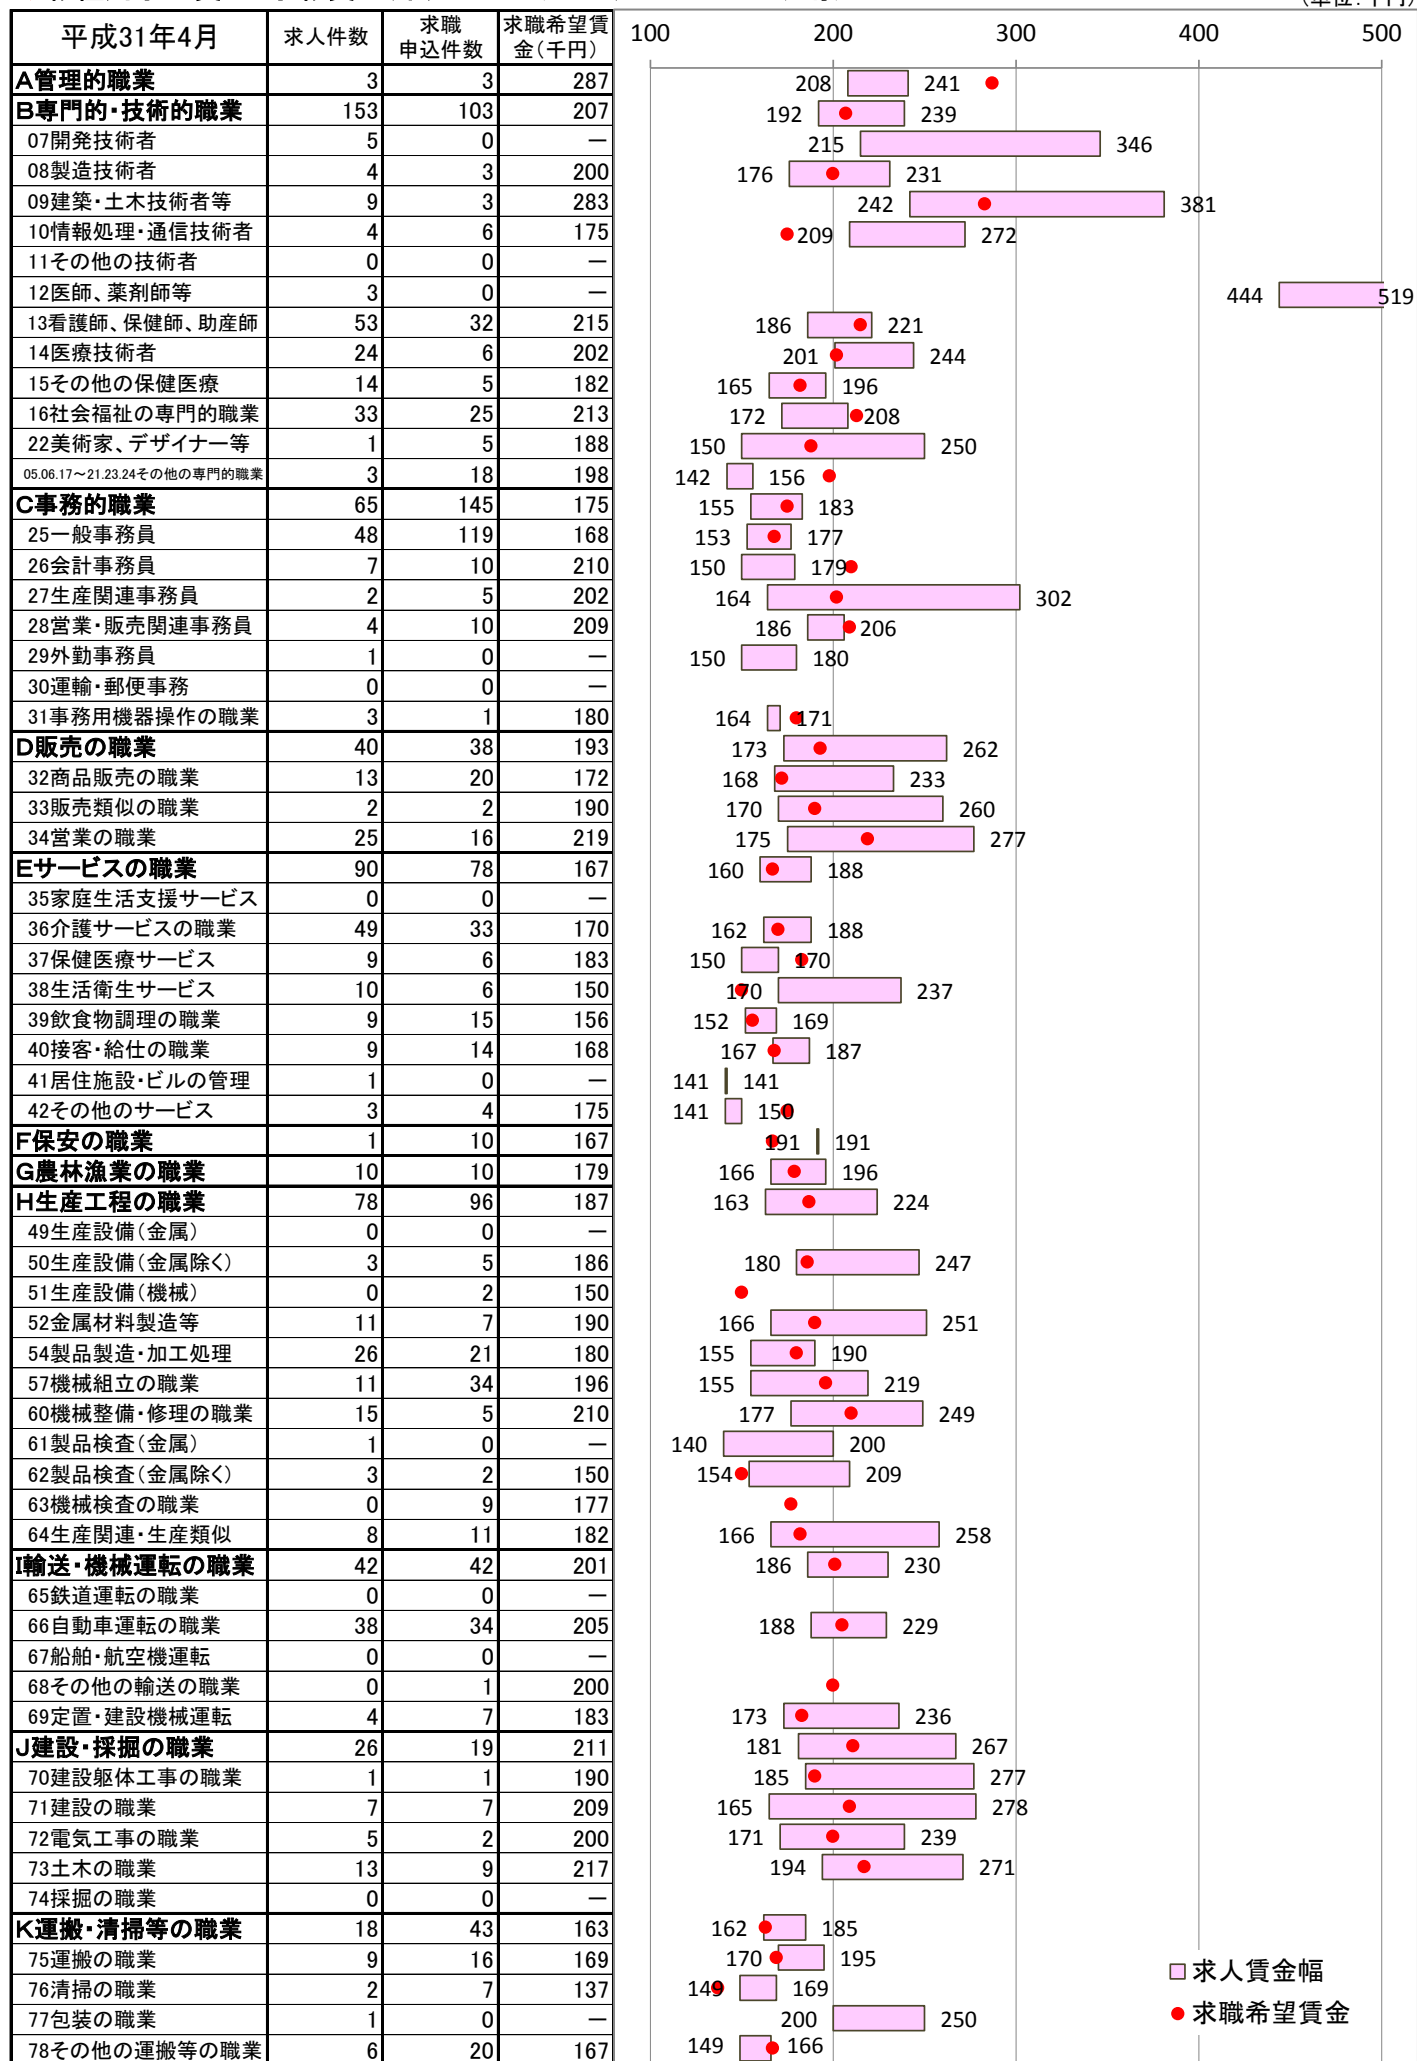 平成31年4月 求人件数 求職申込件数 求職希望賃金(千円) 100 200 300 400 500
A管理的職業 3 3 287 208 241
B専門的・技術的職業 153 103 207 192 239
07開発技術者 5 0 ― 215 346
08製造技術者 4 3 200 176 231
09建築・土木技術者等 9 3 283 242 381
10情報処理・通信技術者 4 6 175 209 272
11その他の技術者 0 0 ―
12医師、薬剤師等 3 0 ― 444 519
13看護師、保健師、助産師 53 32 215 186 221
14医療技術者 24 6 202 201 244
15その他の保健医療 14 5 182 165 196
16社会福祉の専門的職業 33 25 213 172 208
22美術家、デザイナー等 1 5 188 150 250
05.06.17～21.23.24その他の専門的職業 3 18 198 142 156
C事務的職業 65 145 175 155 183
25一般事務員 48 119 168 153 177
26会計事務員 7 10 210 150 179
27生産関連事務員 2 5 202 164 302
28営業・販売関連事務員 4 10 209 186 206
29外勤事務員 1 0 ― 150 180
30運輸・郵便事務 0 0 ―
31事務用機器操作の職業 3 1 180 164 171
D販売の職業 40 38 193 173 262
32商品販売の職業 13 20 172 168 233
33販売類似の職業 2 2 190 170 260
34営業の職業 25 16 219 175 277
Eサービスの職業 90 78 167 160 188
35家庭生活支援サービス 0 0 ―
36介護サービスの職業 49 33 170 162 188
37保健医療サービス 9 6 183 150 170
38生活衛生サービス 10 6 150 170 237
39飲食物調理の職業 9 15 156 152 169
40接客・給仕の職業 9 14 168 167 187
41居住施設・ビルの管理 1 0 ― 141 141
42その他のサービス 3 4 175 141 150
F保安の職業 1 10 167 191 191
G農林漁業の職業 10 10 179 166 196
H生産工程の職業 78 96 187 163 224
49生産設備(金属) 0 0 ―
50生産設備(金属除く) 3 5 186 180 247
51生産設備(機械) 0 2 150
52金属材料製造等 11 7 190 166 251
54製品製造・加工処理 26 21 180 155 190
57機械組立の職業 11 34 196 155 219
60機械整備・修理の職業 15 5 210 177 249
61製品検査(金属) 1 0 ― 140 200
62製品検査(金属除く) 3 2 150 154 209
63機械検査の職業 0 9 177
64生産関連・生産類似 8 11 182 166 258
I輸送・機械運転の職業 42 42 201 186 230
65鉄道運転の職業 0 0 ―
66自動車運転の職業 38 34 205 188 229
67船舶・航空機運転 0 0 ―
68その他の輸送の職業 0 1 200
69定置・建設機械運転 4 7 183 173 236
J建設・採掘の職業 26 19 211 181 267
70建設躯体工事の職業 1 1 190 185 277
71建設の職業 7 7 209 165 278
72電気工事の職業 5 2 200 171 239
73土木の職業 13 9 217 194 271
74採掘の職業 0 0 ―
K運搬・清掃等の職業 18 43 163 162 185
75運搬の職業 9 16 169 170 195
76清掃の職業 2 7 137 149 169
77包装の職業 1 0 ― 200 250
78その他の運搬等の職業 6 20 167 149 166
求人賃金幅
求職希望賃金